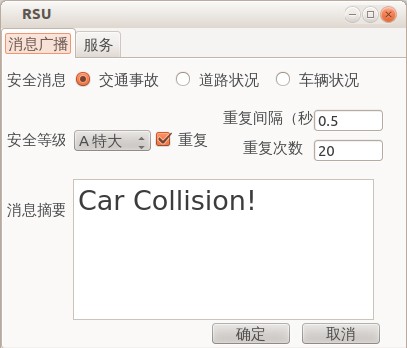 RSU
消息广播 服务
安全消息 交通事故 道路状况 车辆状况
重复间隔（秒 0.5
安全等级 A 特大 重复
重复次数 20
消息摘要 Car Collision!
确定 取消